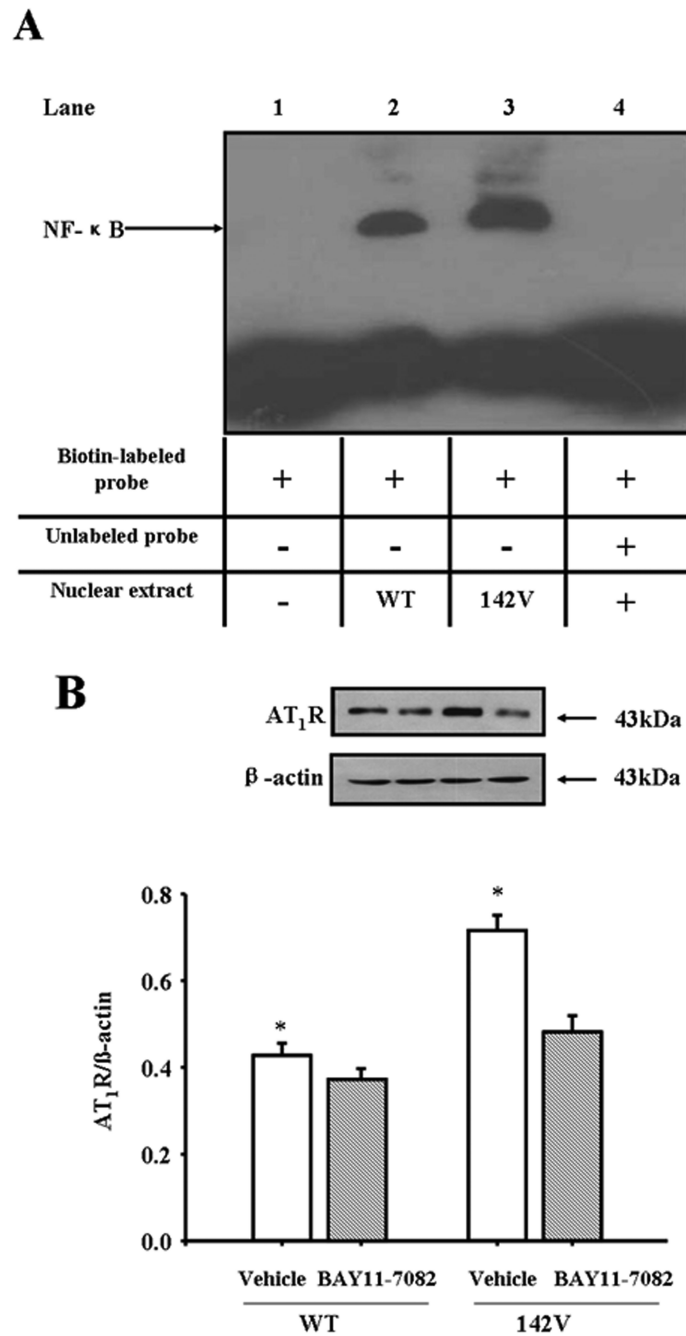 A
Lane 1 2 3 4
NF-κB
Biotin-labeled
probe + + + +
Unlabeled probe - - - +
Nuclear extract - WT 142V +
B
AT1R 43kDa
β-actin 43kDa
0.8
0.6
0.4
0.2
0.0
AT1R/ß-actin
* *
Vehicle BAY11-7082 Vehicle BAY11-7082
WT 142V